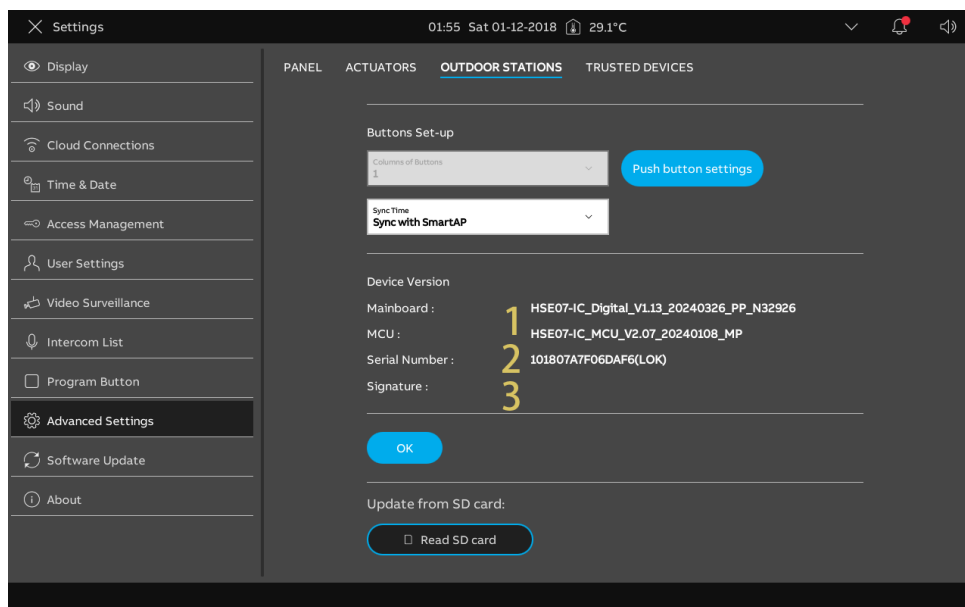 Settings
01:55 Sat 01-12-2018 29.1°C
Display
Sound
Cloud Connections
Time & Date
Access Management
User Settings
Video Surveillance
Intercom List
Program Button
Advanced Settings
Software Update
About
PANEL ACTUATORS OUTDOOR STATIONS TRUSTED DEVICES
Buttons Set-up
Columns of Buttons
1
Push button settings
Sync Time
Sync with SmartAP
Device Version
Mainboard : HSE07-IC_Digital_V1.13_20240326_PP_N32926
1
MCU : HSE07-IC_MCU_V2.07_20240108_MP
2
Serial Number : 101807A7F06DAF6(LOK)
Signature :
3
OK
Update from SD card:
Read SD card